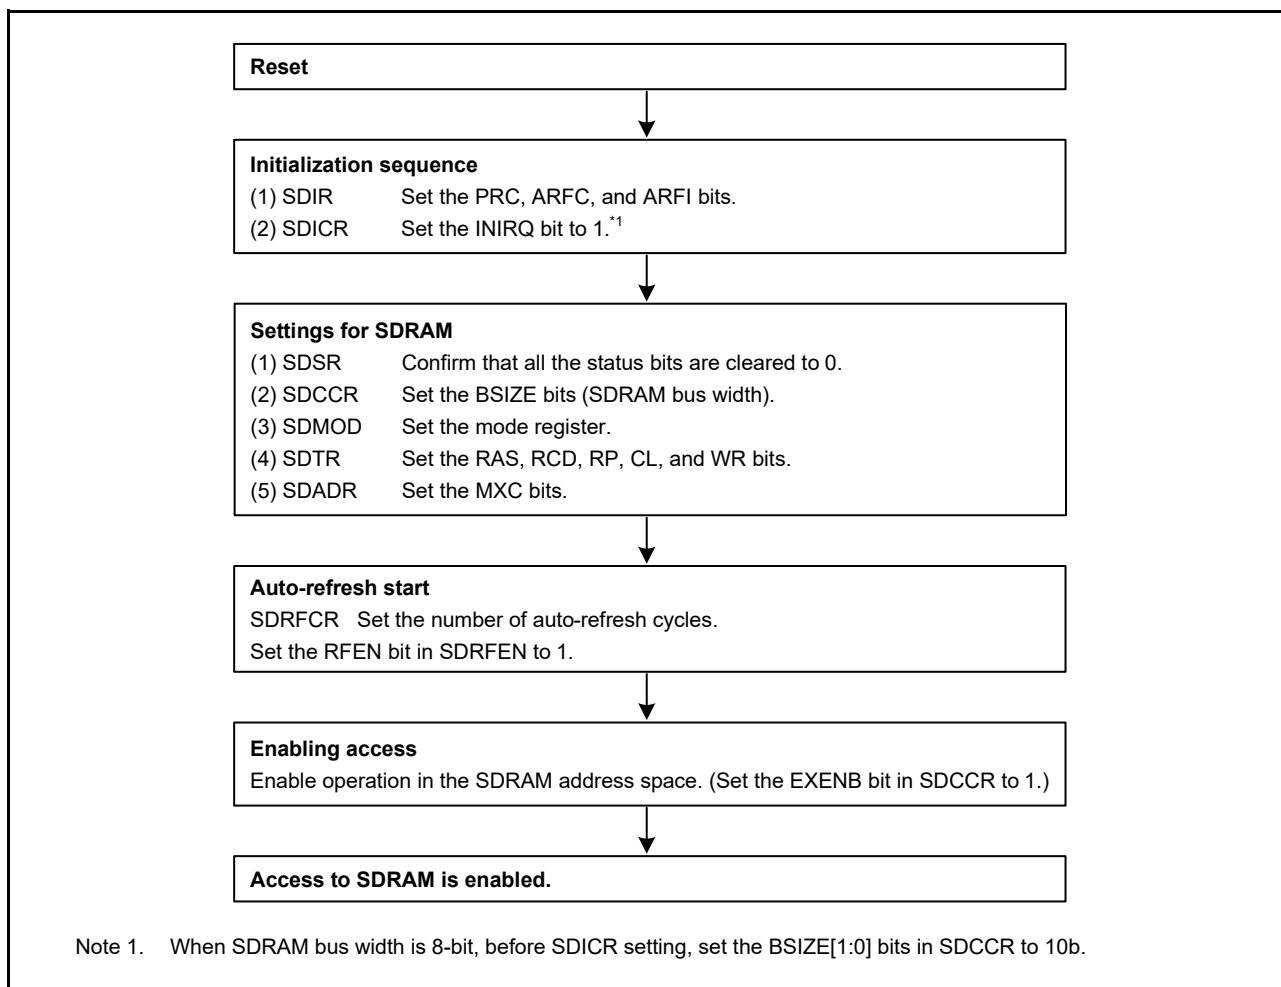 Reset
Initialization sequence
(1) SDIR Set the PRC, ARFC, and ARFI bits.
(2) SDICR Set the INIRQ bit to 1.*1
Settings for SDRAM
(1) SDSR Confirm that all the status bits are cleared to 0.
(2) SDCCR Set the BSIZE bits (SDRAM bus width).
(3) SDMOD Set the mode register.
(4) SDTR Set the RAS, RCD, RP, CL, and WR bits.
(5) SDADR Set the MXC bits.
Auto-refresh start
SDRFCR Set the number of auto-refresh cycles.
Set the RFEN bit in SDRFEN to 1.
Enabling access
Enable operation in the SDRAM address space. (Set the EXENB bit in SDCCR to 1.)
Access to SDRAM is enabled.
Note 1. When SDRAM bus width is 8-bit, before SDICR setting, set the BSIZE[1:0] bits in SDCCR to 10b.